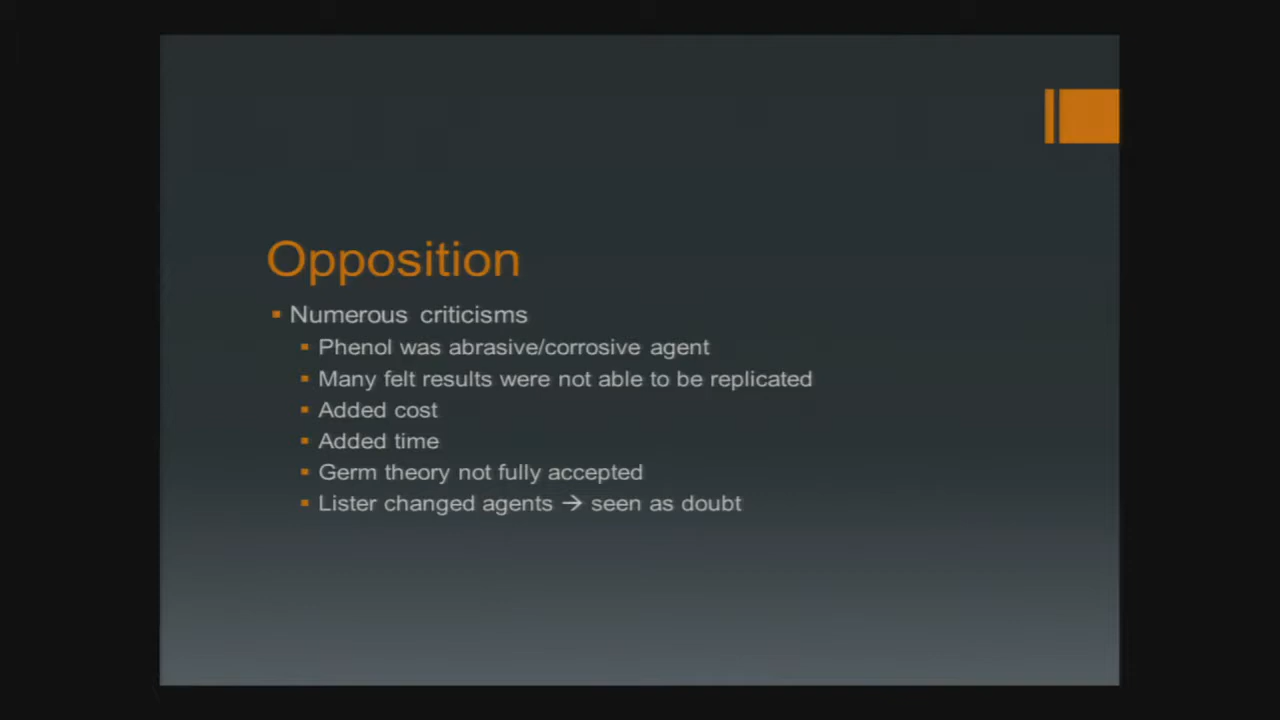 Opposition
Numerous criticisms
Phenol was abrasive/corrosive agent
Many felt results were not able to be replicated
Added cost
Added time
Germ theory not fully accepted
Lister changed agents → seen as doubt